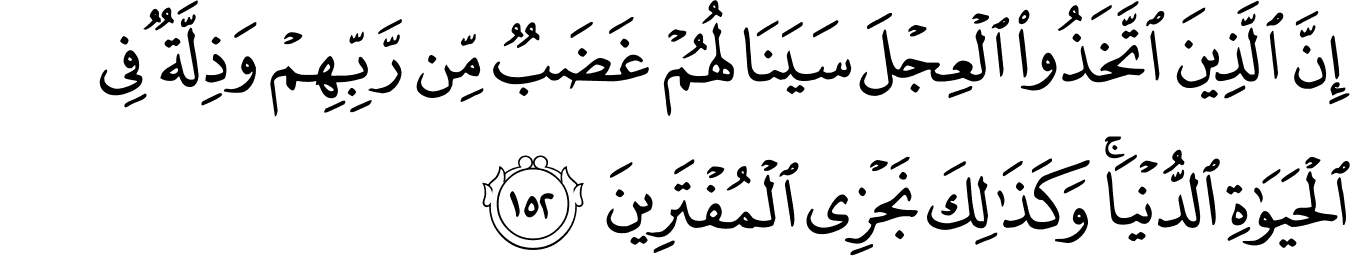 إِنَّ ٱلَّذِينَ ٱتَّخَذُوا۟ ٱلْعِجْلَ سَيَنَالُهُمْ غَضَبٌ مِّن رَّبِّهِمْ وَذِلَّةٌ فِى
ٱلْحَيَوٰةِ ٱلدُّنْيَا ۚ وَكَذَٰلِكَ نَجْزِى ٱلْمُفْتَرِينَ ١٥٢